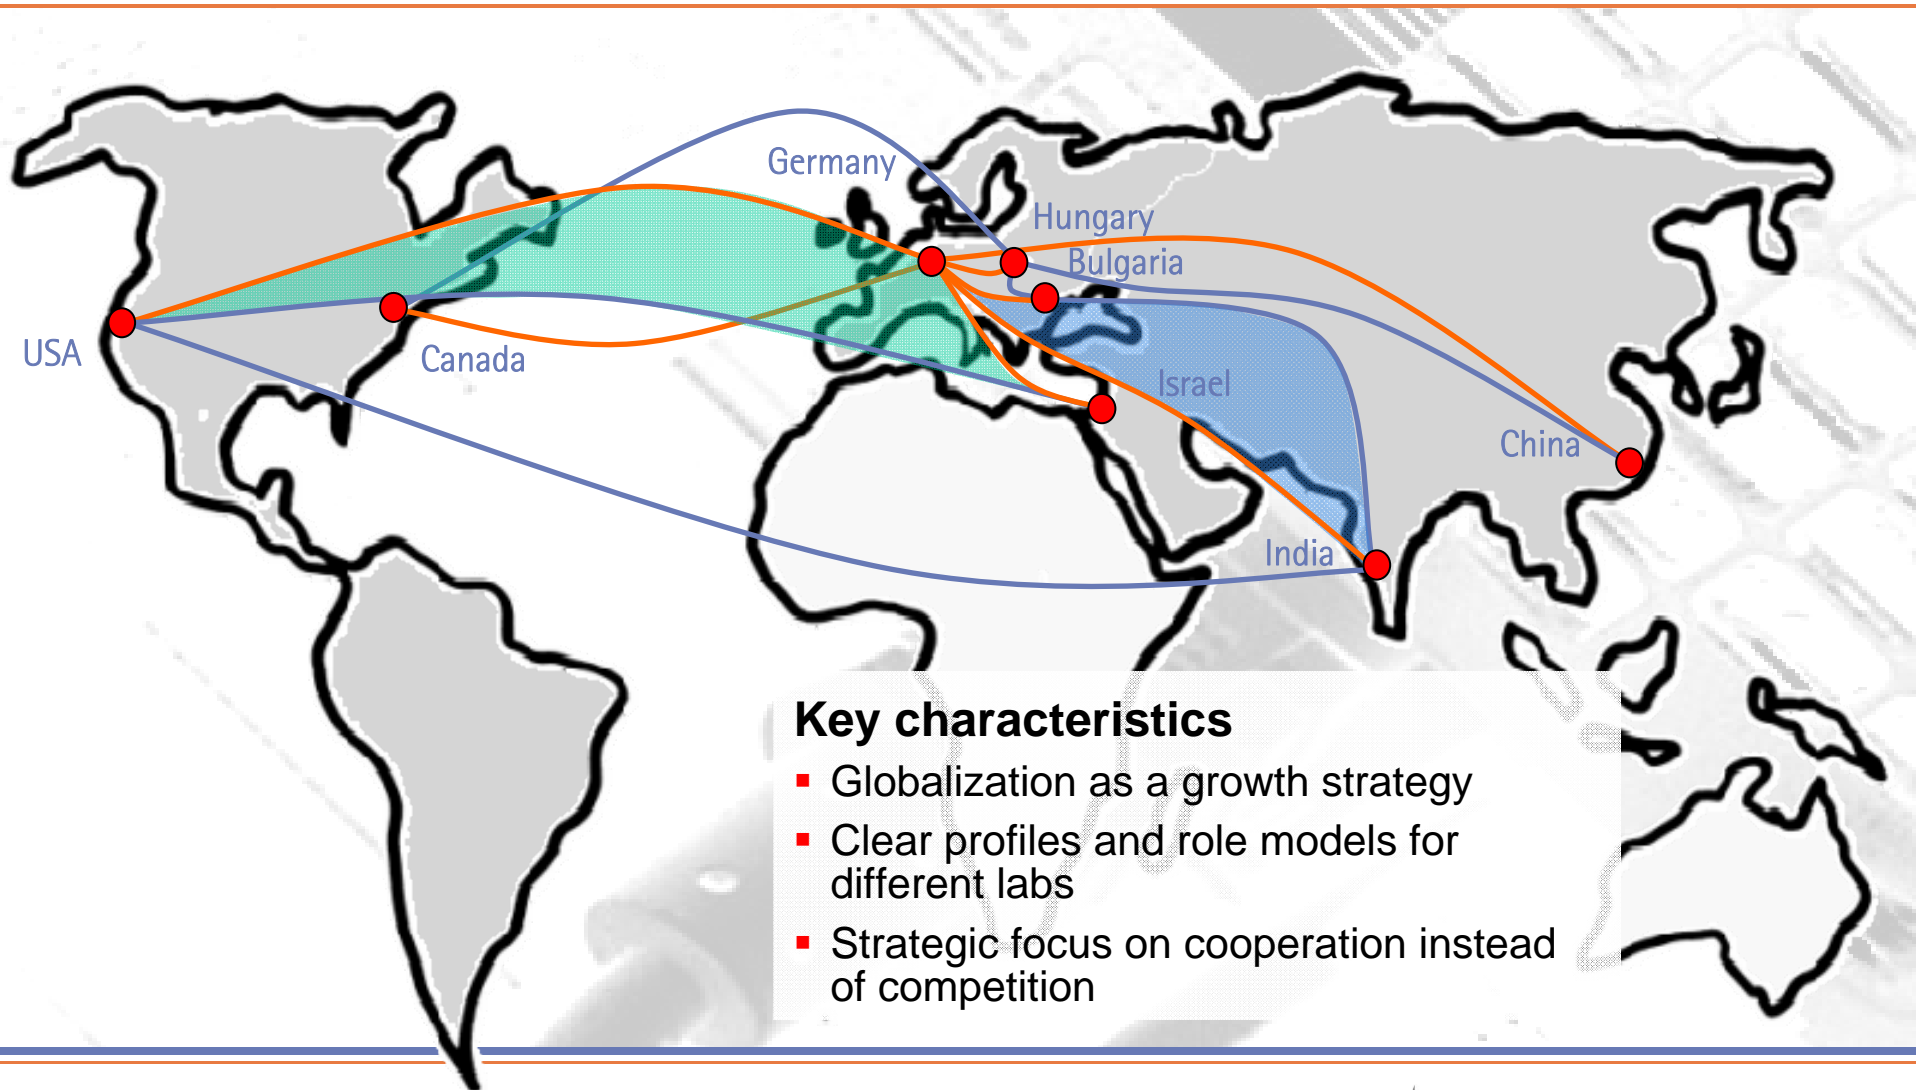 Germany
Hungary
Bulgaria
USA
Canada
Israel
China
India
Key characteristics
Globalization as a growth strategy
Clear profiles and role models for
different labs
Strategic focus on cooperation instead
of competition